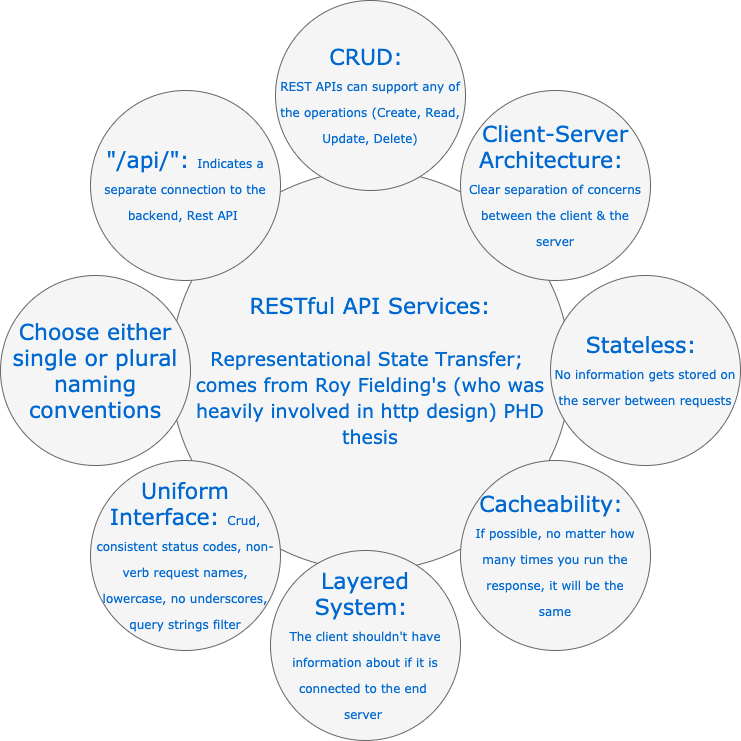 CRUD:
REST APIs can support any of
the operations (Create, Read,
Update, Delete)
Client-Server
Architecture:
Clear separation of concerns
between the client & the
server
Stateless:
No information gets stored on
the server between requests
Cacheability:
If possible, no matter how
many times you run the
response, it will be the
same
Layered
System:
The client shouldn't have
information about if it is
connected to the end
server
Uniform
Interface: Crud,
consistent status codes, non-
verb request names,
lowercase, no underscores,
query strings filter
Choose either
single or plural
naming
conventions
"/api/": Indicates a
separate connection to the
backend, Rest API
RESTful API Services:
Representational State Transfer;
comes from Roy Fielding's (who was
heavily involved in http design) PHD
thesis